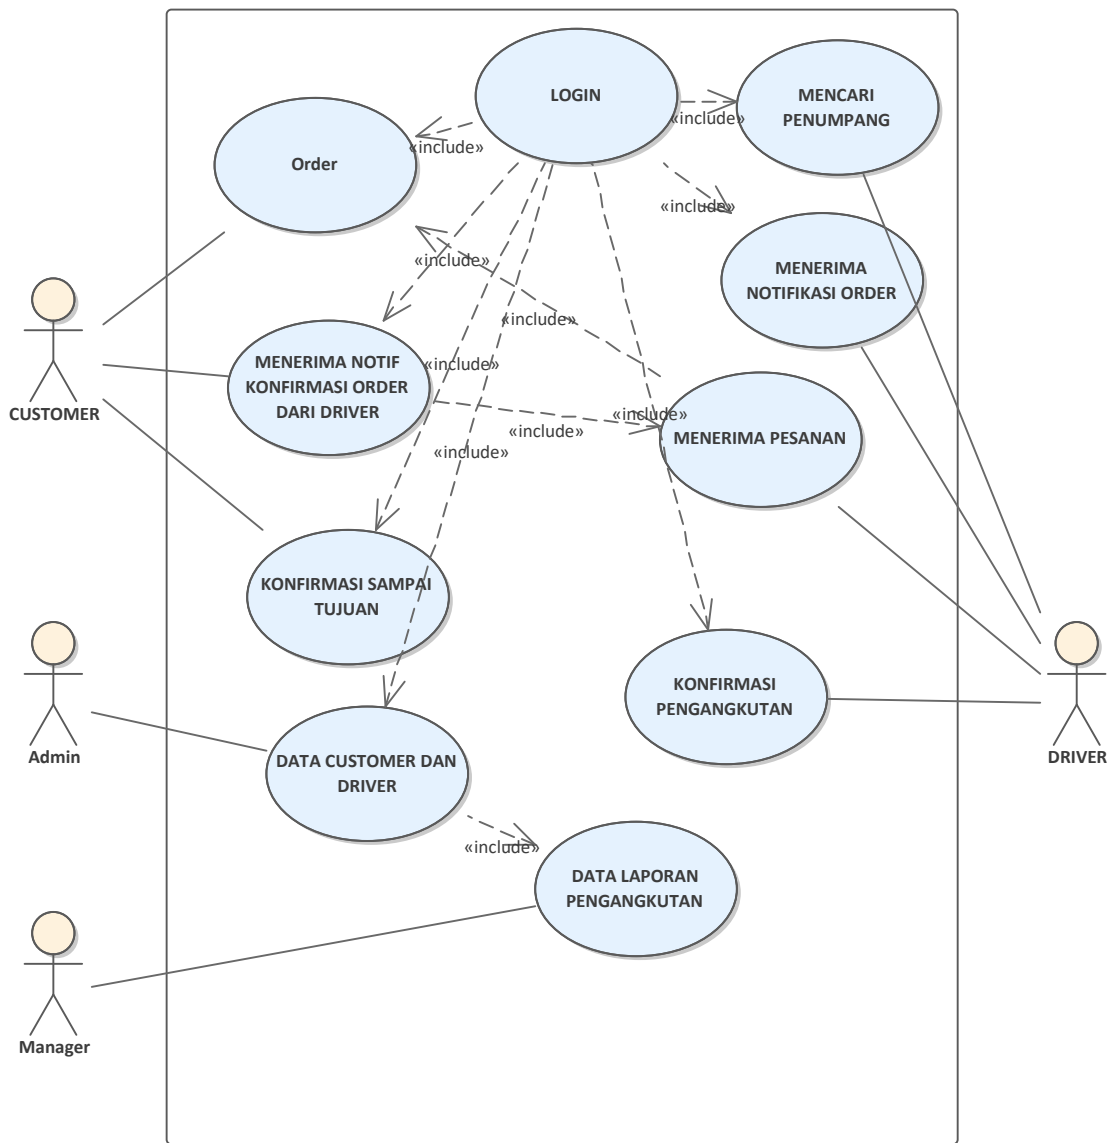 LOGIN
MENCARI
PENUMPANG
«include»
«include»
Order
«include»
«include»
MENERIMA
NOTIFIKASI ORDER
«include»
CUSTOMER
MENERIMA NOTIF
KONFIRMASI ORDER
DARI DRIVER
«include»
«include»
«include»
«include»
MENERIMA PESANAN
«include»
KONFIRMASI SAMPAI
TUJUAN
KONFIRMASI
PENGANGKUTAN
Admin
DRIVER
DATA CUSTOMER DAN
DRIVER
«include»
DATA LAPORAN
PENGANGKUTAN
Manager